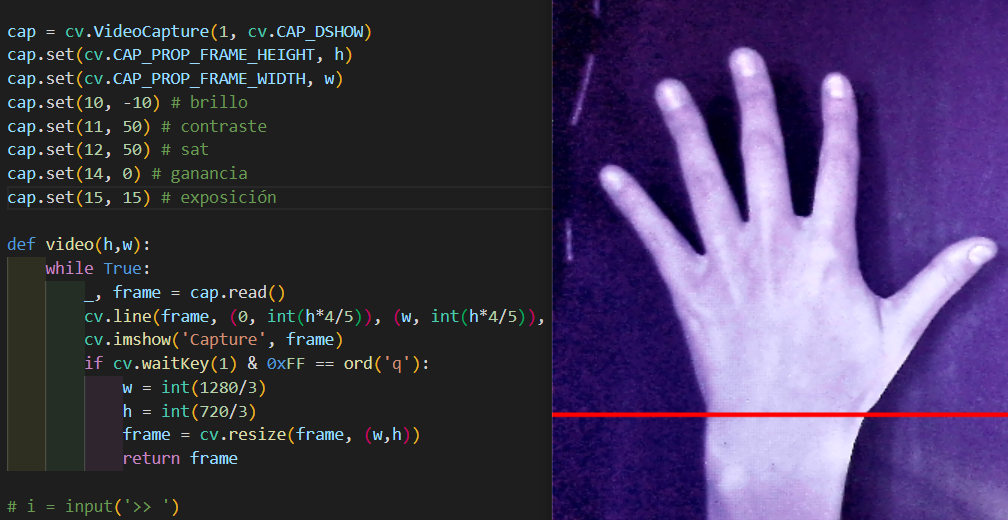 cap = cv.VideoCapture(1, cv.CAP_DSHOW)
cap.set(cv.CAP_PROP_FRAME_HEIGHT, h)
cap.set(cv.CAP_PROP_FRAME_WIDTH, w)
cap.set(10, -10) # brillo
cap.set(11, 50) # contraste
cap.set(12, 50) # sat
cap.set(14, 0) # ganancia
cap.set(15, 15) # exposición
def video(h,w):
    while True:
        _, frame = cap.read()
        cv.line(frame, (0, int(h*4/5)), (w, int(h*4/5)),
        cv.imshow('Capture', frame)
        if cv.waitKey(1) & 0xFF == ord('q'):
            w = int(1280/3)
            h = int(720/3)
            frame = cv.resize(frame, (w,h))
            return frame
# i = input('>> ')